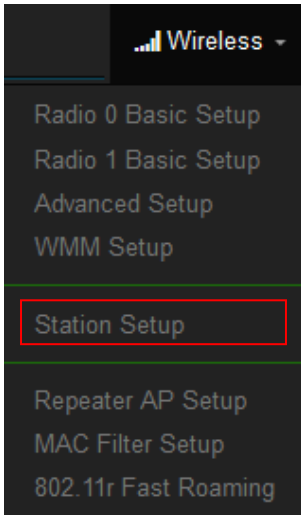 Wireless
Radio 0 Basic Setup
Radio 1 Basic Setup
Advanced Setup
WMM Setup
Station Setup
Repeater AP Setup
MAC Filter Setup
802.11r Fast Roaming